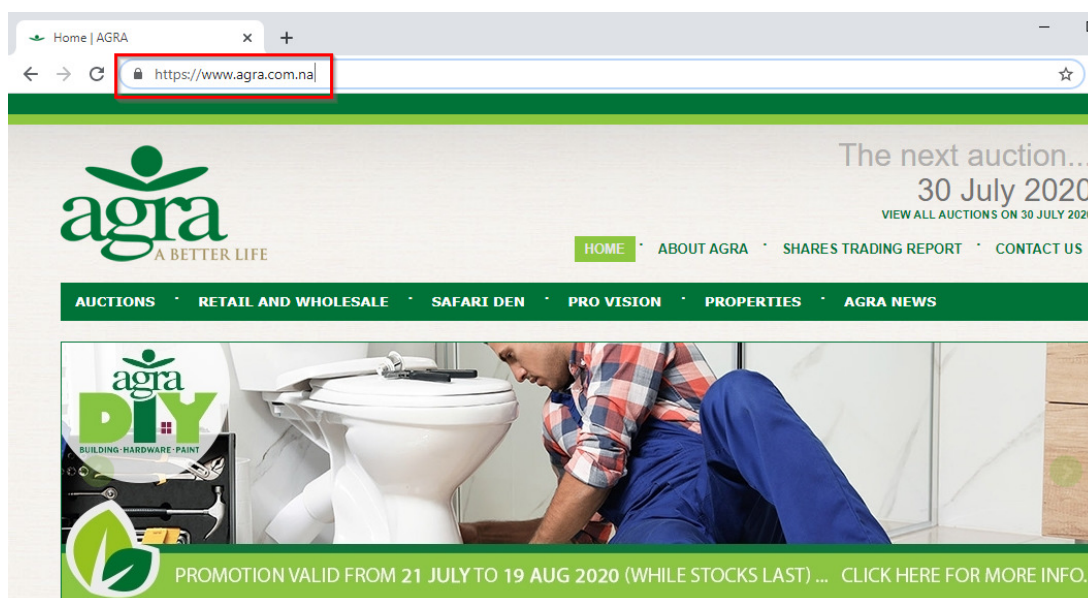 Home | AGRA
https://www.agra.com.na
The next auction...
30 July 2020
VIEW ALL AUCTIONS ON 30 JULY 2020
agra
A BETTER LIFE
HOME · ABOUT AGRA · SHARES TRADING REPORT · CONTACT US
AUCTIONS · RETAIL AND WHOLESALE · SAFARI DEN · PRO VISION · PROPERTIES · AGRA NEWS
agra
DIY
BUILDING·HARDWARE·PAINT
PROMOTION VALID FROM 21 JULY TO 19 AUG 2020 (WHILE STOCKS LAST) ... CLICK HERE FOR MORE INFO.